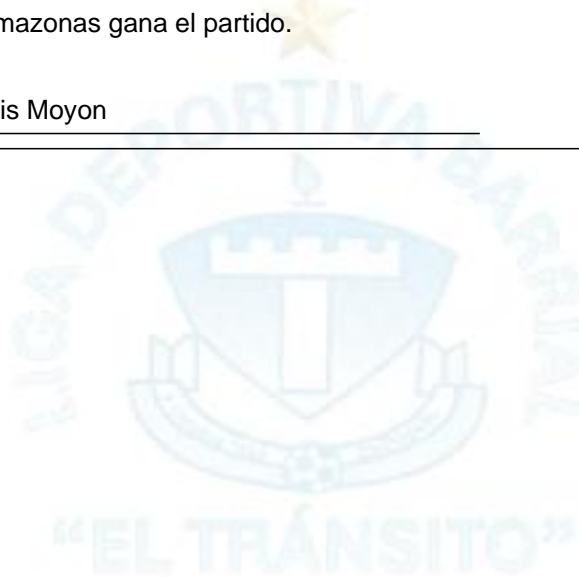 mazonas gana el partido.
is Moyon
LIGA DEPORTIVA BARRIAL
"EL TRÁNSITO"